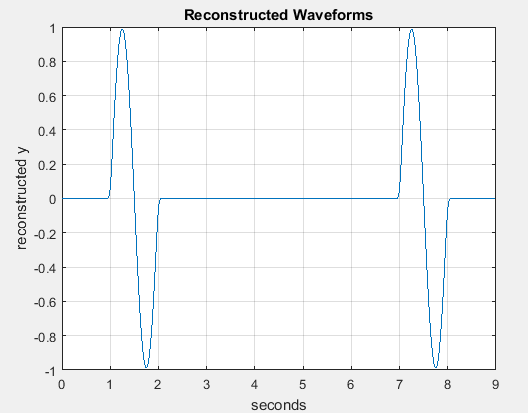 Reconstructed Waveforms
1
0.8
0.6
0.4
0.2
0
-0.2
-0.4
-0.6
-0.8
-1
reconstructed y
0 1 2 3 4 5 6 7 8 9
seconds